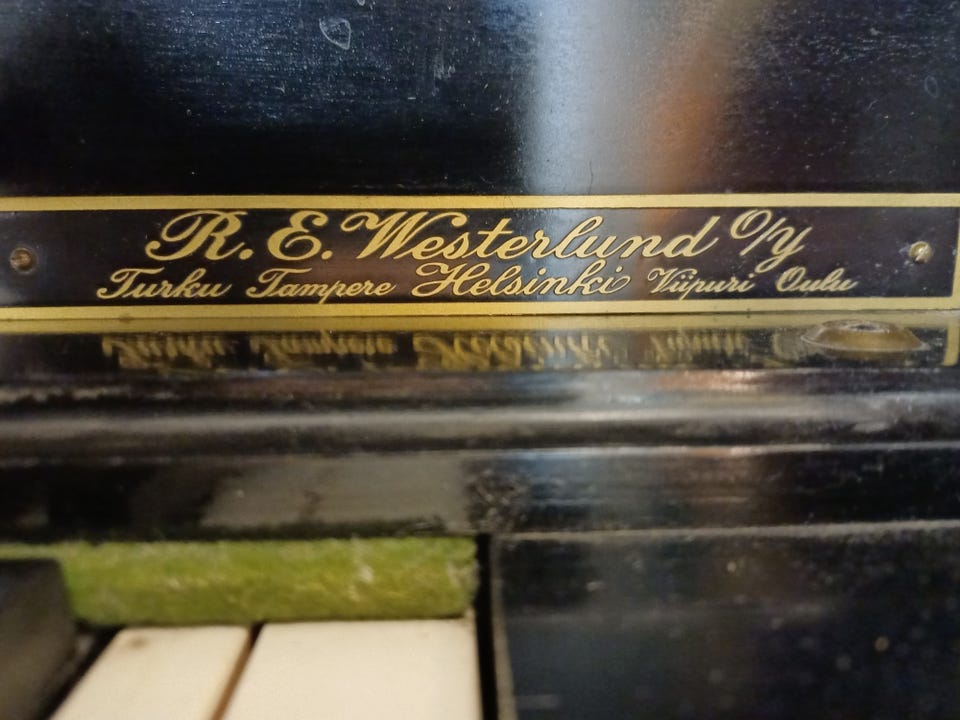 R. E. Westerlund O/y
Turku Tampere Helsinki Viipuri Oulu